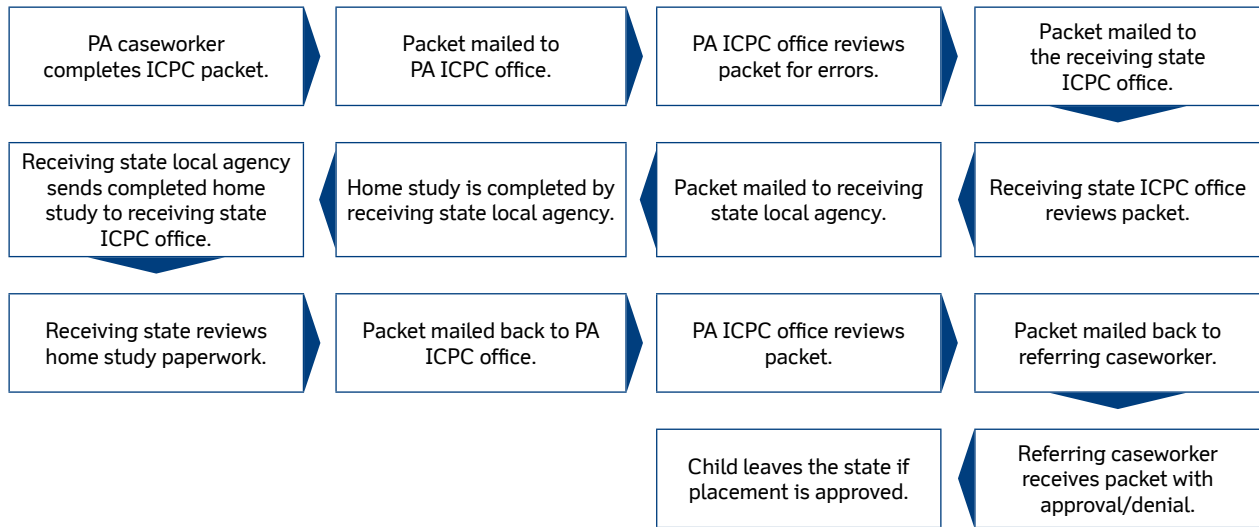 PA caseworker
completes ICPC packet.
Packet mailed to
PA ICPC office.
PA ICPC office reviews
packet for errors.
Packet mailed to
the receiving state
ICPC office.
Receiving state ICPC office
reviews packet.
Packet mailed to receiving
state local agency.
Home study is completed by
receiving state local agency.
Receiving state local agency
sends completed home
study to receiving state
ICPC office.
Receiving state reviews
home study paperwork.
Packet mailed back to PA
ICPC office.
PA ICPC office reviews
packet.
Packet mailed back to
referring caseworker.
Referring caseworker
receives packet with
approval/denial.
Child leaves the state if
placement is approved.